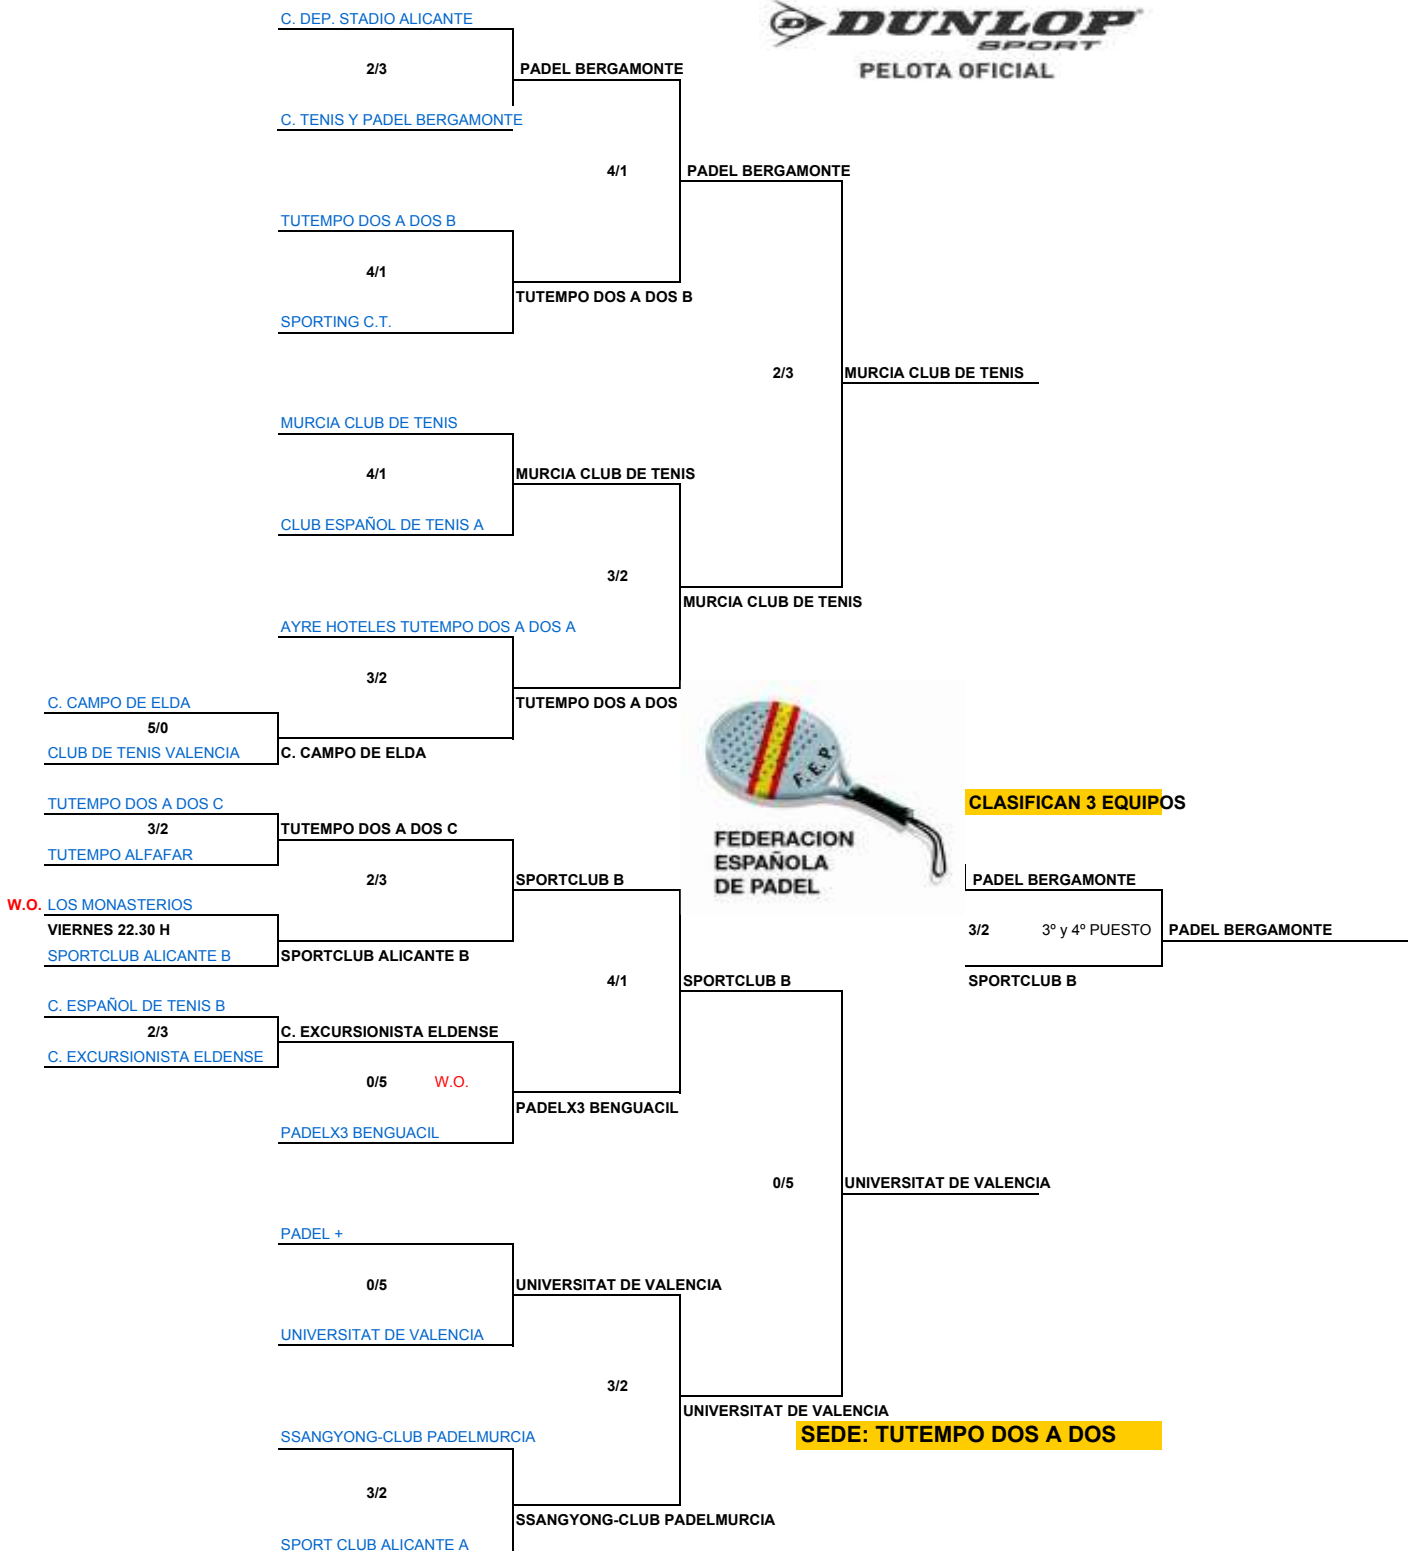 C. DEP. STADIO ALICANTE
DUNLOP
SPORT
PELOTA OFICIAL
2/3 PADEL BERGAMONTE
C. TENIS Y PADEL BERGAMONTE
4/1 PADEL BERGAMONTE
TUTEMPO DOS A DOS B
4/1
TUTEMPO DOS A DOS B
SPORTING C.T.
2/3 MURCIA CLUB DE TENIS
MURCIA CLUB DE TENIS
4/1 MURCIA CLUB DE TENIS
CLUB ESPAÑOL DE TENIS A
3/2
MURCIA CLUB DE TENIS
AYRE HOTELES TUTEMPO DOS A DOS A
3/2
C. CAMPO DE ELDA TUTEMPO DOS A DOS
5/0
CLUB DE TENIS VALENCIA C. CAMPO DE ELDA
F.E.P.
FEDERACION
ESPAÑOLA
DE PADEL
TUTEMPO DOS A DOS C CLASIFICAN 3 EQUIPOS
3/2 TUTEMPO DOS A DOS C
TUTEMPO ALFAFAR
2/3 SPORTCLUB B PADEL BERGAMONTE
W.O. LOS MONASTERIOS
VIERNES 22.30 H 3/2 3º y 4º PUESTO PADEL BERGAMONTE
SPORTCLUB ALICANTE B SPORTCLUB ALICANTE B
4/1 SPORTCLUB B SPORTCLUB B
C. ESPAÑOL DE TENIS B
2/3 C. EXCURSIONISTA ELDENSE
C. EXCURSIONISTA ELDENSE
0/5 W.O.
PADELX3 BENGUACIL
PADELX3 BENGUACIL
0/5 UNIVERSITAT DE VALENCIA
PADEL +
0/5 UNIVERSITAT DE VALENCIA
UNIVERSITAT DE VALENCIA
3/2
UNIVERSITAT DE VALENCIA
SSANGYONG-CLUB PADELMURCIA SEDE: TUTEMPO DOS A DOS
3/2
SSANGYONG-CLUB PADELMURCIA
SPORT CLUB ALICANTE A